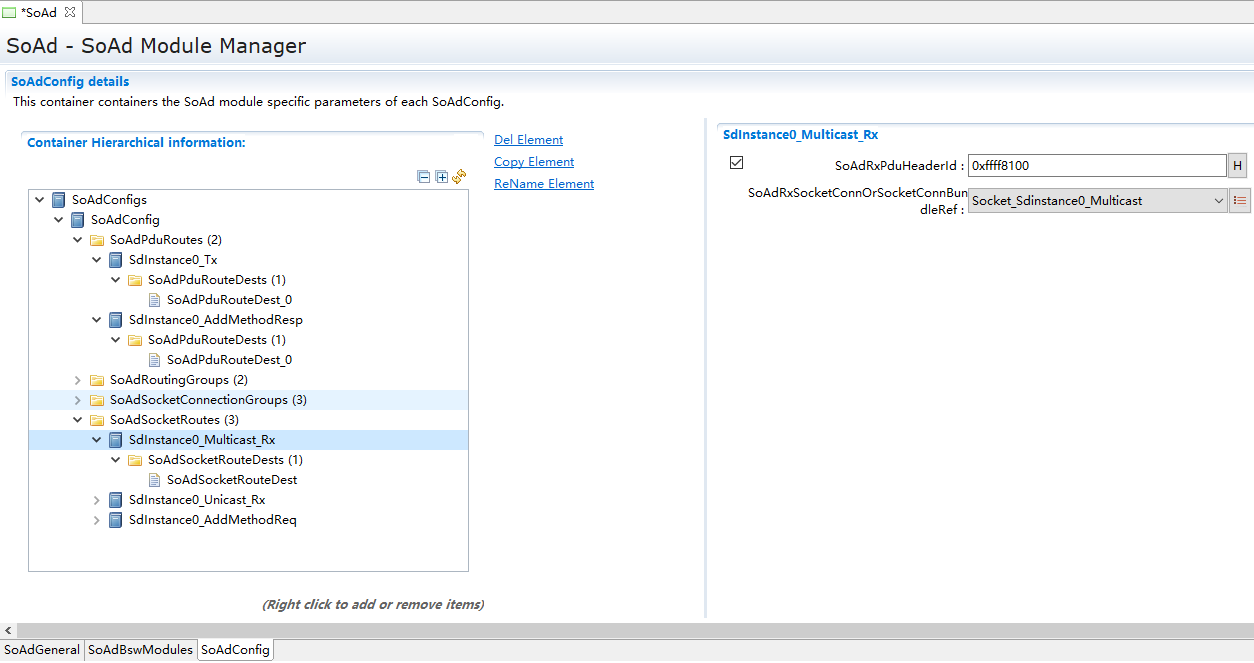 *SoAd
SoAd - SoAd Module Manager
SoAdConfig details
This container containers the SoAd module specific parameters of each SoAdConfig.
Container Hierarchical information:
Del Element
Copy Element
ReName Element
SoAdConfigs
SoAdConfig
SoAdPduRoutes (2)
SdInstance0_Tx
SoAdPduRouteDests (1)
SoAdPduRouteDest_0
SdInstance0_AddMethodResp
SoAdPduRouteDests (1)
SoAdPduRouteDest_0
SoAdRoutingGroups (2)
SoAdSocketConnectionGroups (3)
SoAdSocketRoutes (3)
SdInstance0_Multicast_Rx
SoAdSocketRouteDests (1)
SoAdSocketRouteDest
SdInstance0_Unicast_Rx
SdInstance0_AddMethodReq
(Right click to add or remove items)
SdInstance0_Multicast_Rx
SoAdRxPduHeaderId : 0xffff8100 H
SoAdRxSocketConnOrSocketConnBun
dleRef : Socket_Sdinstance0_Multicast
SoAdGeneral SoAdBswModules SoAdConfig